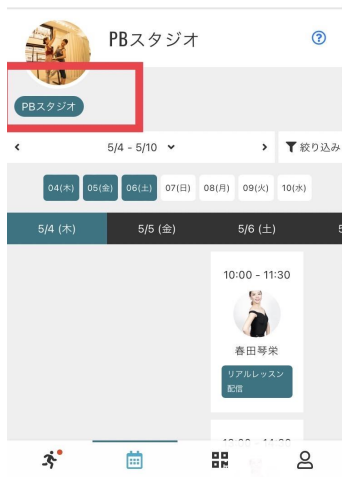 PBスタジオ
PBスタジオ
5/4 - 5/10
絞り込み
04(木) 05(金) 06(土) 07(日) 08(月) 09(火) 10(水)
5/4 (木) 5/5 (金) 5/6 (土)
10:00 - 11:30
春田琴栄
リアルレッスン
配信